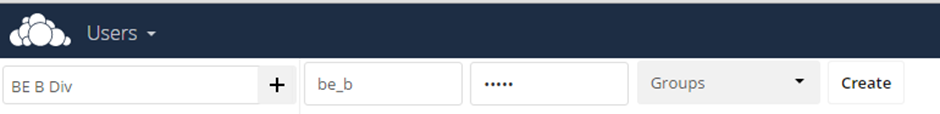 Users
BE B Div + be_b ••••• Groups Create